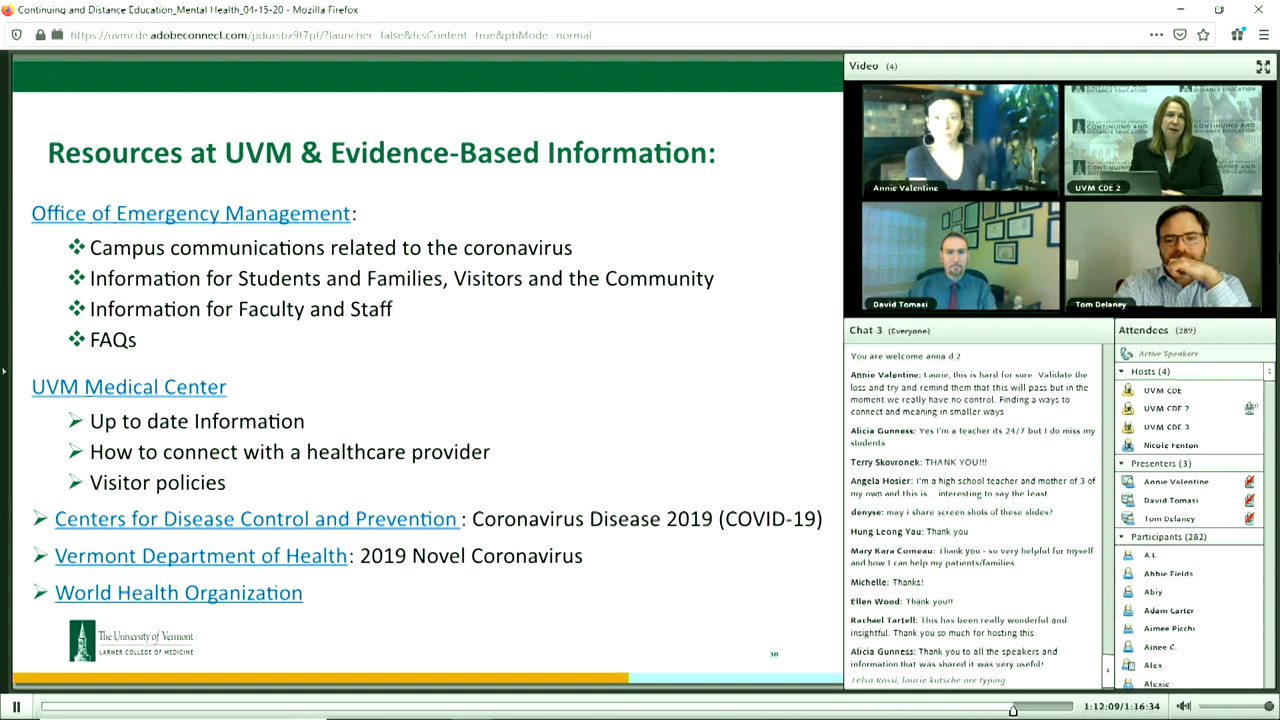 Continuing and Distance Education_Mental Health_04-15-20 - Mozilla Firefox
Resources at UVM & Evidence-Based Information:
Office of Emergency Management:
Campus communications related to the coronavirus
Information for Students and Families, Visitors and the Community
Information for Faculty and Staff
FAQs
UVM Medical Center
Up to date Information
How to connect with a healthcare provider
Visitor policies
Centers for Disease Control and Prevention : Coronavirus Disease 2019 (COVID-19)
Vermont Department of Health: 2019 Novel Coronavirus
World Health Organization
The University of Vermont
LARNER COLLEGE OF MEDICINE
30
Video (4)
Annie Valentine
UVM CDE 2
David Tomasi
Tom Delaney
Chat 3 (Everyone)
You are welcome anna d.2
Annie Valentine: Laurie, this is hard for sure. Validate the
loss and try and remind them that this will pass but in the
moment we really have no control. Finding a ways to
connect and meaning in smaller ways
Alicia Gunness: Yes I'm a teacher its 24/7 but I do miss my
students
Terry Skovronek: THANK YOU!!!
Angela Hosier: I'm a high school teacher and mother of 3 of
my own and this is .. interesting to say the least
denyse: may i share screen shots of these slides?
Hung Leong Yau: Thank you
Mary Kara Comeau: Thank you - so very helpful for myself
and how I can help my patients/families
Michelle: Thanks!
Ellen Wood: Thank you!!
Rachael Tartell: This has been really wonderful and
insightful. Thank you so much for hosting this.
Alicia Gunness: Thank you to all the speakers and
information that was shared it was very useful!
Rossi, laurie kutsche are typing
Attendees (289)
Active Speakers
Hosts (4)
UVM CDE
UVM CDE 2
UVM CDE 3
Nicole Fenton
Presenters (3)
Annie Valentine
David Tomasi
Tom Delaney
Participants (282)
A.L.
Abbie Fields
Abiy
Adam Carter
Aimee Picchi
Ainee C.
Alex
Alexie
1:12:09/1:16:34